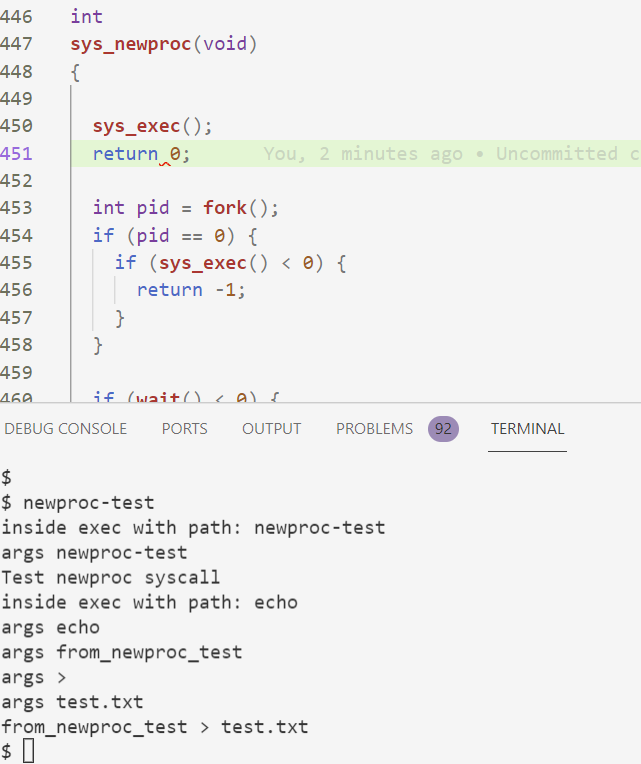 446 int
447 sys_newproc(void)
448 {
449
450 sys_exec();
451 return 0; You, 2 minutes ago • Uncommitted c
452
453 int pid = fork();
454 if (pid == 0) {
455 if (sys_exec() < 0) {
456 return -1;
457 }
458 }
459
460 if (wait() < 0) {
DEBUG CONSOLE PORTS OUTPUT PROBLEMS 92 TERMINAL
$
$ newproc-test
inside exec with path: newproc-test
args newproc-test
Test newproc syscall
inside exec with path: echo
args echo
args from_newproc_test
args >
args test.txt
from_newproc_test > test.txt
$